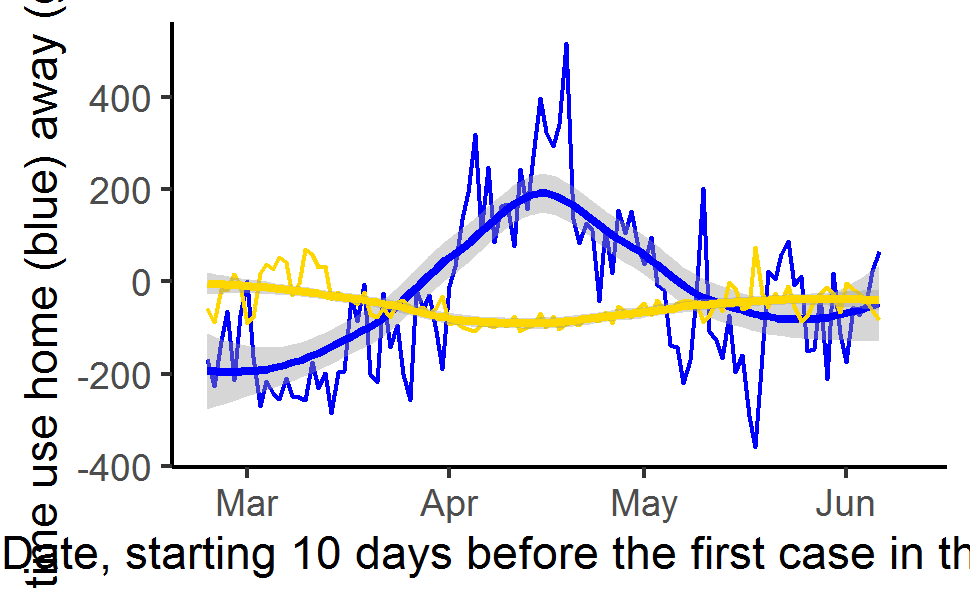 time use home (blue) away (
400
200
0
-200
-400
Mar Apr May Jun
Date, starting 10 days before the first case in th